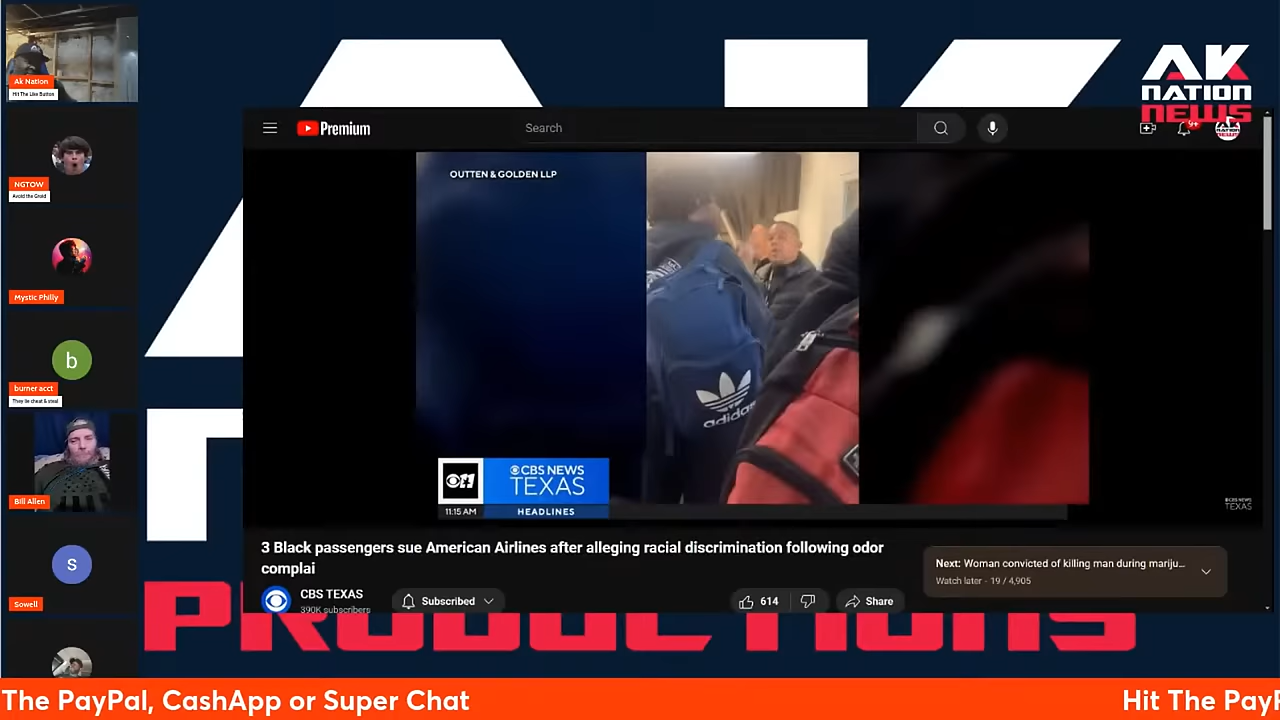 Ak Nation
Hit The Like Button
NGTOW
Avoid the Graid
Mystic Philly
b
burner acct
They lie cheat & steal
Bill Allen
S
Sowell
AK
NATION
NEWS
Premium
Search
9+
OUTTEN & GOLDEN LLP
adidas
CBS NEWS
TEXAS
11:15 AM
HEADLINES
CBS NEWS
TEXAS
3 Black passengers sue American Airlines after alleging racial discrimination following odor
complai
CBS TEXAS
390K subscribers
Subscribed
614
Share
Next: Woman convicted of killing man during mariju...
Watch later - 19 / 4,905
PRODUCTIONS
The PayPal, CashApp or Super Chat
Hit The PayP